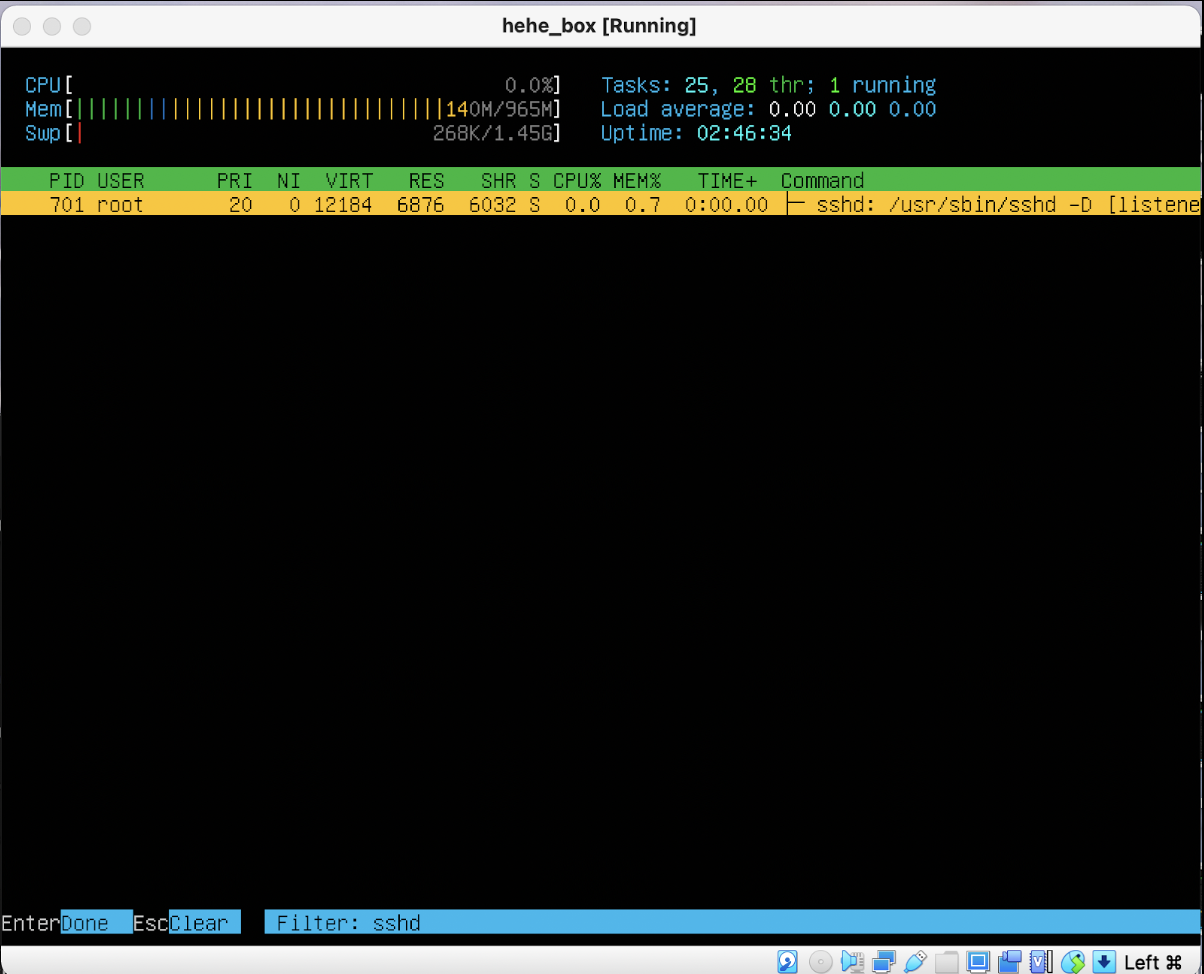 hehe_box [Running]
CPU[ 0.0%] Tasks: 25, 28 thr; 1 running
Mem[||||||||||||||||||||||||||||||||140M/965M] Load average: 0.00 0.00 0.00
Swp[| 268K/1.45G] Uptime: 02:46:34
PID USER PRI NI VIRT RES SHR S CPU% MEM% TIME+ Command
701 root 20 0 12184 6876 6032 S 0.0 0.7 0:00.00 ├─ sshd: /usr/sbin/sshd -D [listene
EnterDone EscClear Filter: sshd
Left ⌘